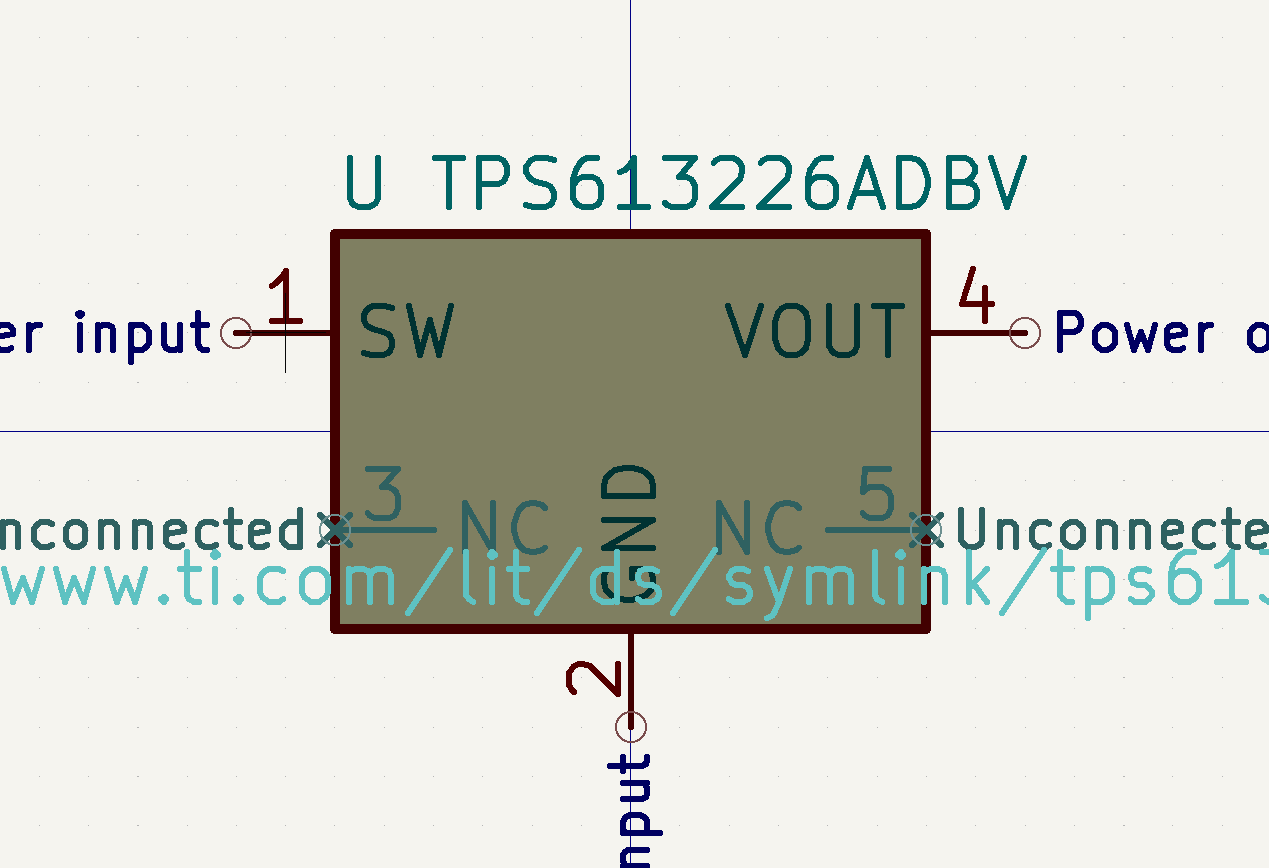 U TPS613226ADBV
1
4
er input
SW
VOUT
Power o
3
5
nconnected
NC
GND
NC
Unconnecte
www.ti.com/lit/ds/symlink/tps613
2
nput